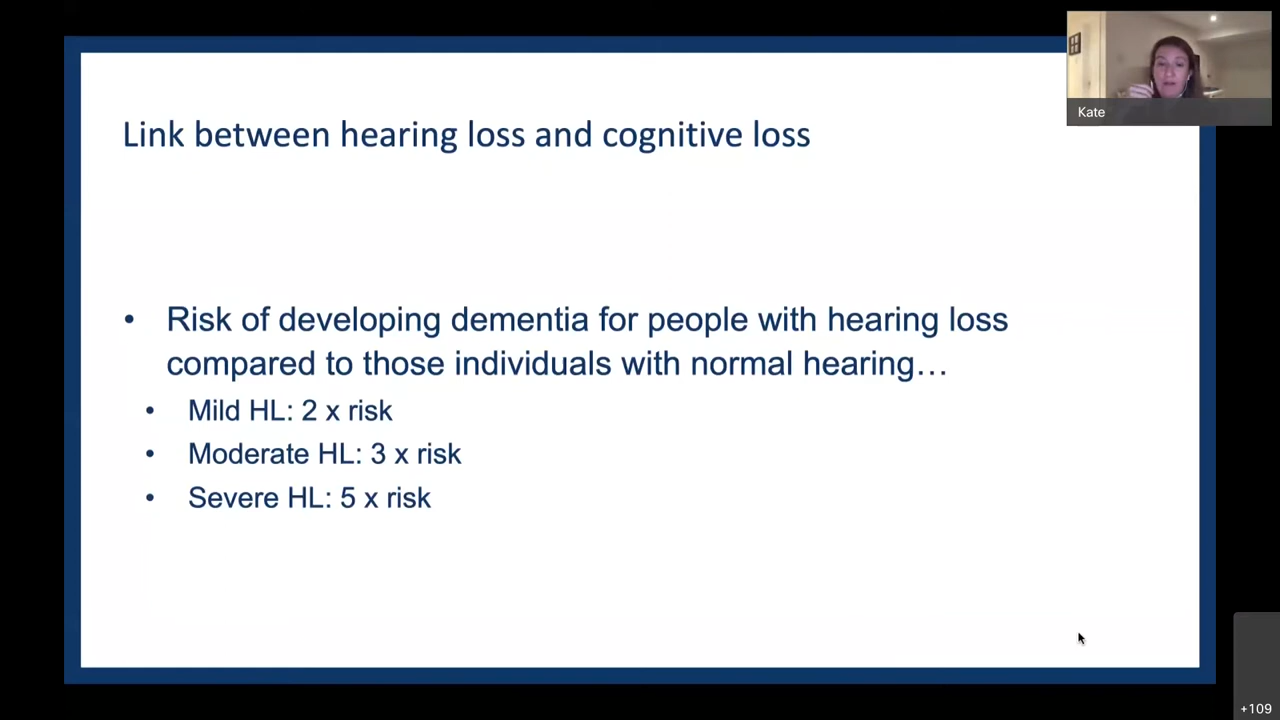 Kate
Link between hearing loss and cognitive loss
• Risk of developing dementia for people with hearing loss
compared to those individuals with normal hearing…
• Mild HL: 2 x risk
• Moderate HL: 3 x risk
• Severe HL: 5 x risk
+109